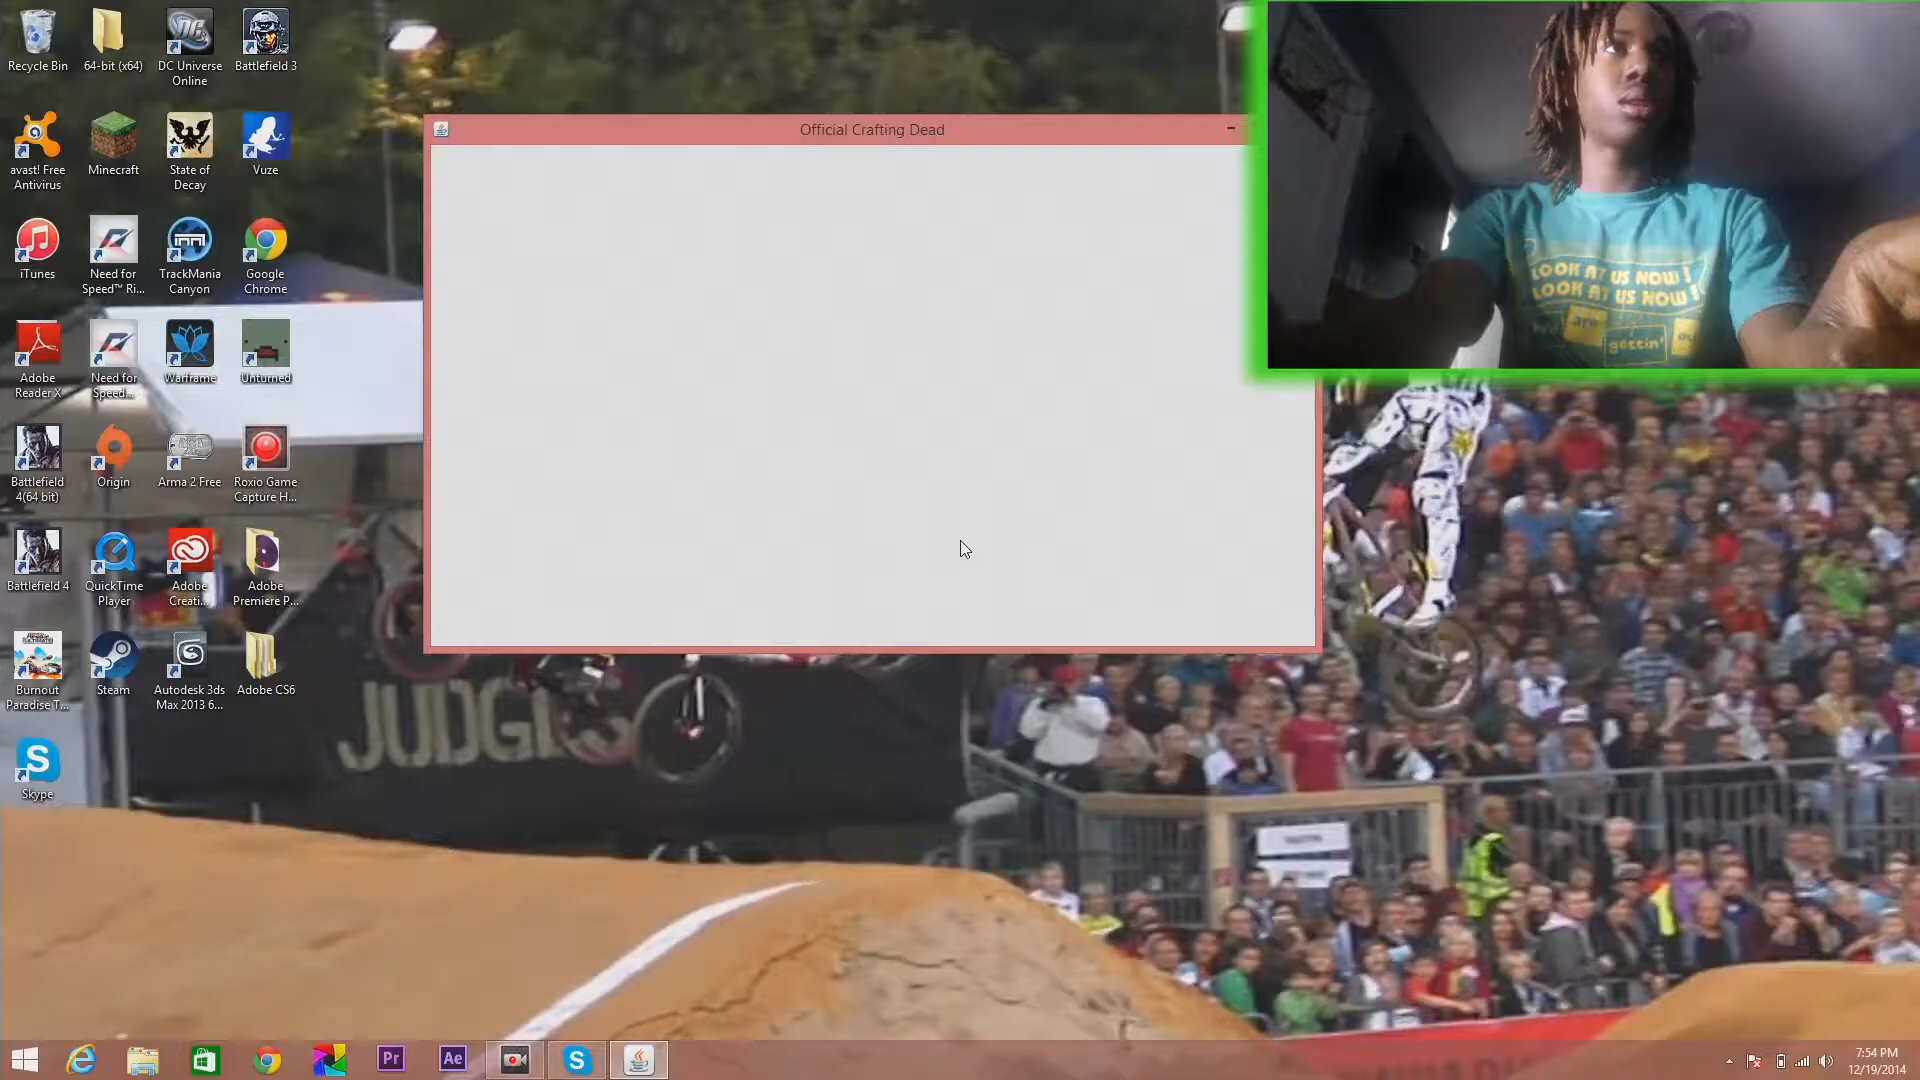 Recycle Bin
64-bit (x64)
DC Universe
Online
Battlefield 3
avast! Free
Antivirus
Minecraft
State of
Decay
Vuze
iTunes
Need for
Speed™ Ri...
TrackMania
Canyon
Google
Chrome
Adobe
Reader X
Need for
Speed...
Warframe
Unturned
Battlefield
4(64 bit)
Origin
Arma 2 Free
Roxio Game
Capture H...
Battlefield 4
QuickTime
Player
Adobe
Creati...
Adobe
Premiere P...
Burnout
Paradise T...
Steam
Autodesk 3ds
Max 2013 6...
Adobe CS6
Skype
Official Crafting Dead
LOOK AT US NOW !
LOOK AT US NOW !
are
gettin'
JUDGES
Pr
Ae
7:54 PM
12/19/2014